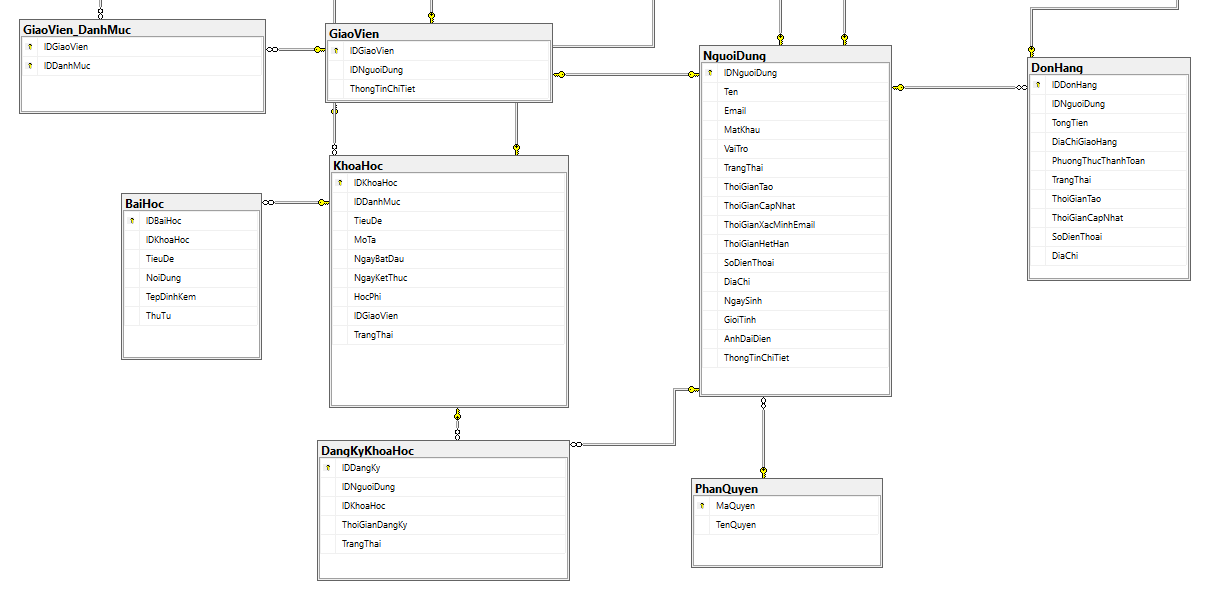 GiaoVien_DanhMuc
IDGiaoVien
IDDanhMuc
GiaoVien
IDGiaoVien
IDNguoiDung
ThongTinChiTiet
NguoiDung
IDNguoiDung
Ten
Email
MatKhau
VaiTro
TrangThai
ThoiGianTao
ThoiGianCapNhat
ThoiGianXacMinhEmail
ThoiGianHetHan
SoDienThoai
DiaChi
NgaySinh
GioiTinh
AnhDaiDien
ThongTinChiTiet
DonHang
IDDonHang
IDNguoiDung
TongTien
DiaChiGiaoHang
PhuongThucThanhToan
TrangThai
ThoiGianTao
ThoiGianCapNhat
SoDienThoai
DiaChi
BaiHoc
IDBaiHoc
IDKhoaHoc
TieuDe
NoiDung
TepDinhKem
ThuTu
KhoaHoc
IDKhoaHoc
IDDanhMuc
TieuDe
MoTa
NgayBatDau
NgayKetThuc
HocPhi
IDGiaoVien
TrangThai
DangKyKhoaHoc
IDDangKy
IDNguoiDung
IDKhoaHoc
ThoiGianDangKy
TrangThai
PhanQuyen
MaQuyen
TenQuyen